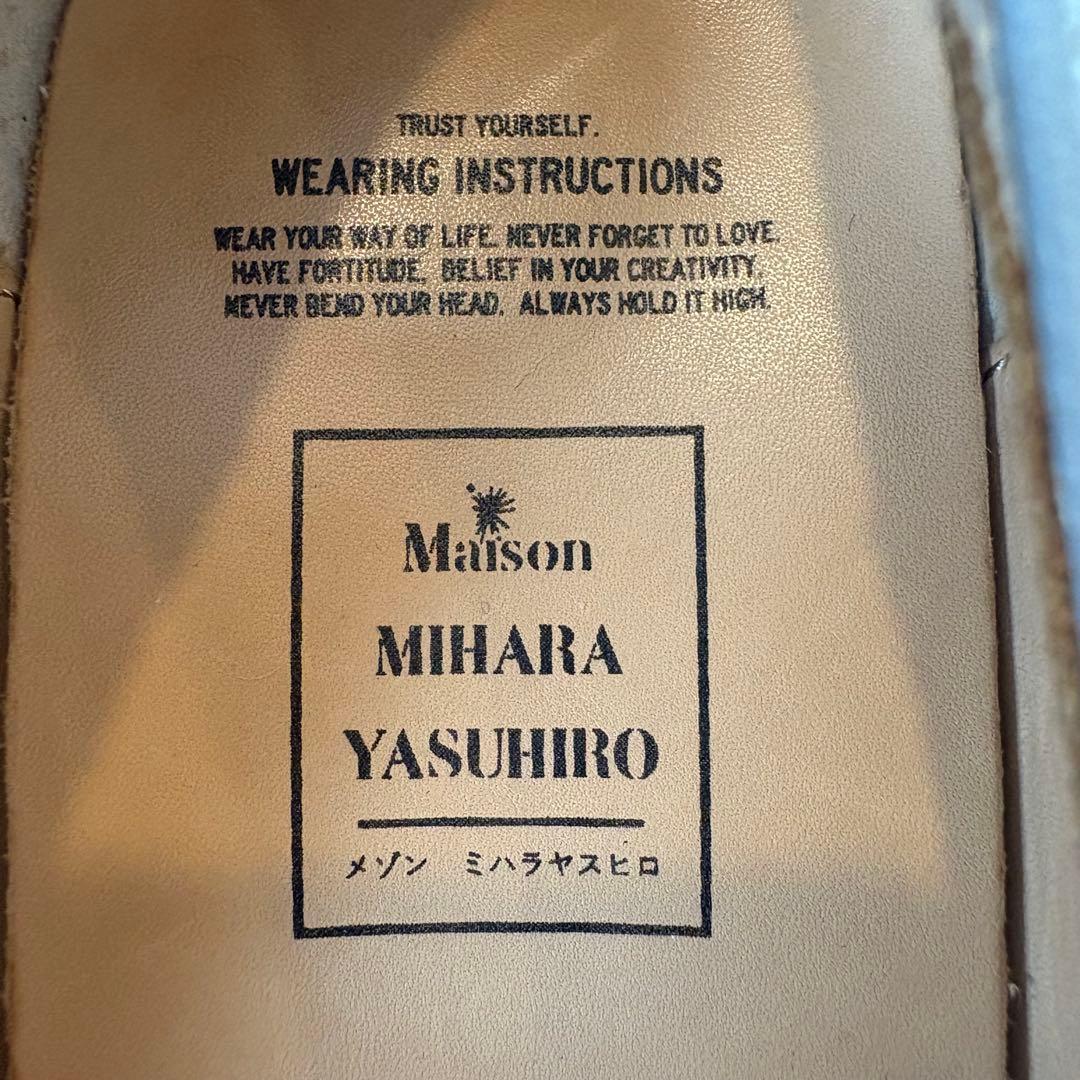 TRUST YOURSELF.
WEARING INSTRUCTIONS
WEAR YOUR WAY OF LIFE. NEVER FORGET TO LOVE.
HAVE FORTITUDE. BELIEF IN YOUR CREATIVITY.
NEVER BEND YOUR HEAD. ALWAYS HOLD IT HIGH.
Maison
MIHARA
YASUHIRO
メゾン ミハラヤスヒロ